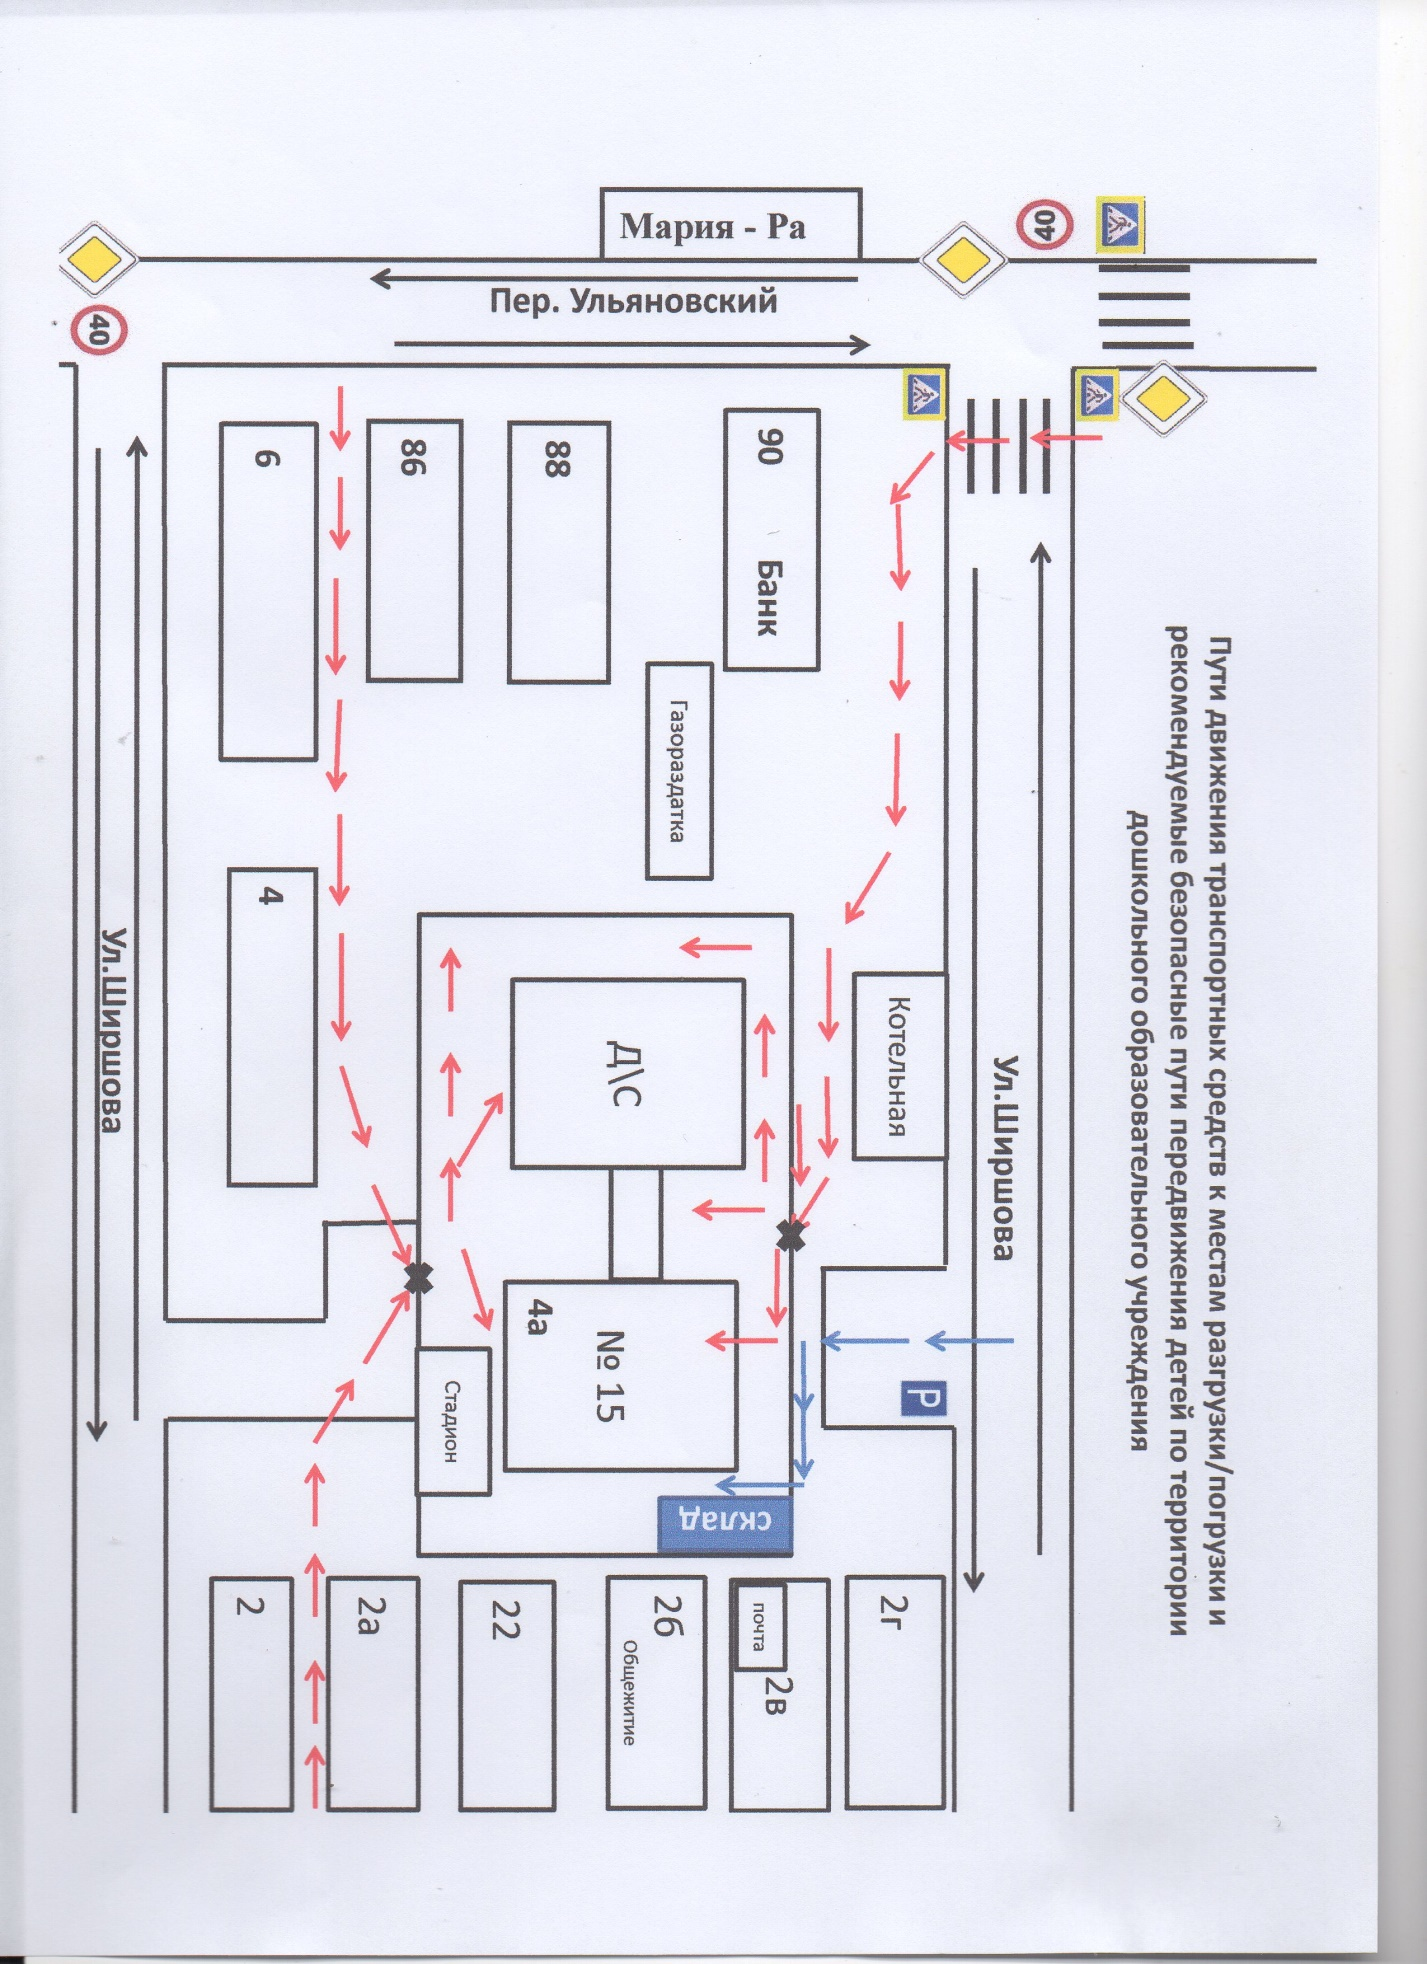 Пути движения транспортных средств к местам разгрузки/погрузки и
рекомендуемые безопасные пути передвижения детей по территории
дошкольного образовательного учреждения
40
Ул.Ширшова
Р
Котельная
2г
90 Банк
Газораздатка
почта
2в
Мария - Ра
Пер. Ульяновский
Д\С
№ 15
4а
склад
2б
Общежитие
88
22
86
Стадион
2а
6
4
2
Ул.Ширшова
40